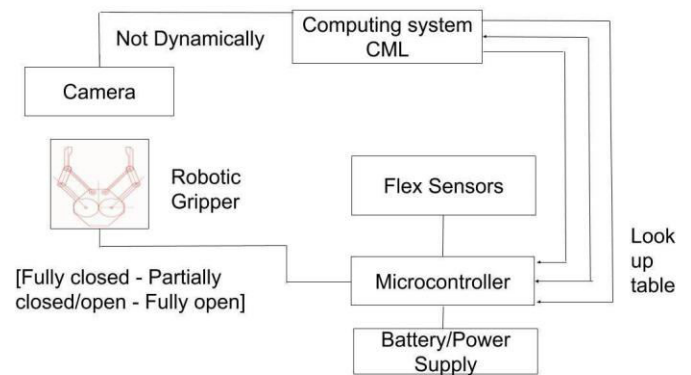 Computing system
CML
Not Dynamically
Camera
Robotic
Gripper
Flex Sensors
Look
up
table
[Fully closed - Partially
closed/open - Fully open]
Microcontroller
Battery/Power
Supply